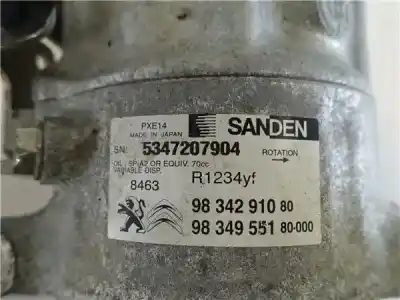 PXE14
MADE IN JAPAN
SANDEN
S/N. 5347207904
OIL : SP-A2 OR EQUIV. 70cc
VARIABLE DISP.
ROTATION
8463
R1234yf
98 342 910 80
98 349 551 80-000